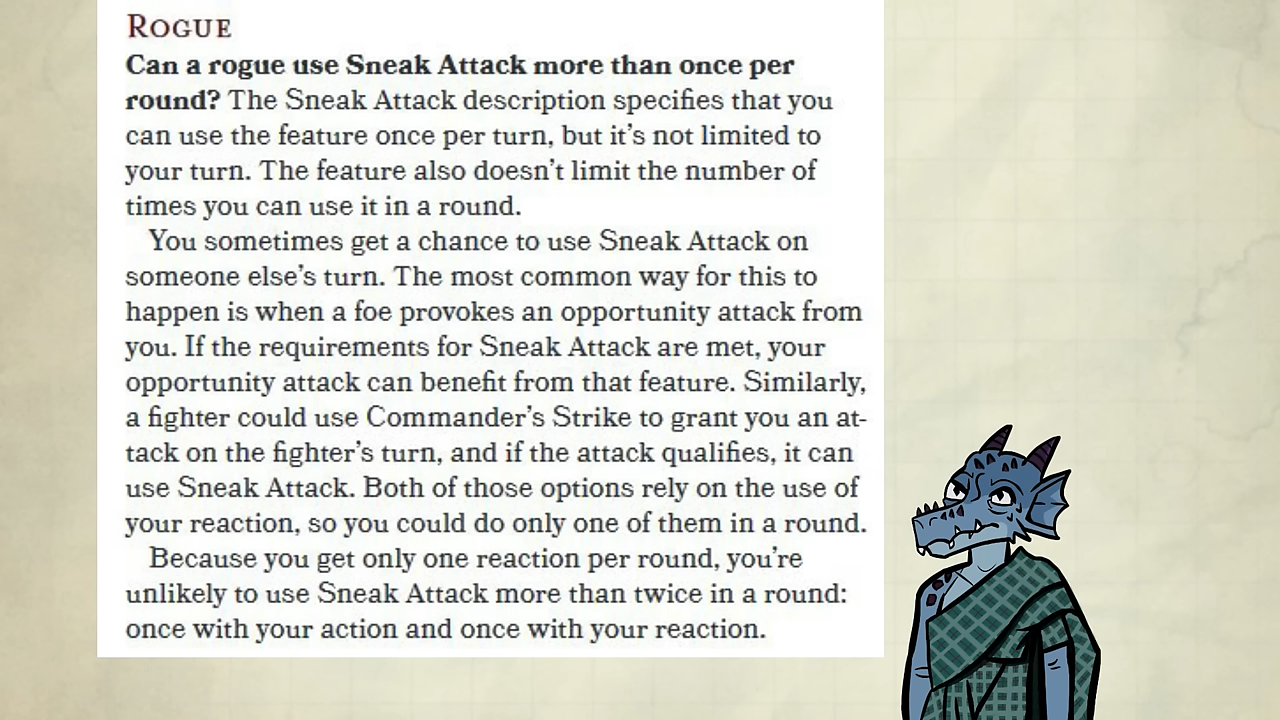 ROGUE
Can a rogue use Sneak Attack more than once per
round? The Sneak Attack description specifies that you
can use the feature once per turn, but it's not limited to
your turn. The feature also doesn't limit the number of
times you can use it in a round.
You sometimes get a chance to use Sneak Attack on
someone else's turn. The most common way for this to
happen is when a foe provokes an opportunity attack from
you. If the requirements for Sneak Attack are met, your
opportunity attack can benefit from that feature. Similarly,
a fighter could use Commander's Strike to grant you an at-
tack on the fighter's turn, and if the attack qualifies, it can
use Sneak Attack. Both of those options rely on the use of
your reaction, so you could do only one of them in a round.
Because you get only one reaction per round, you're
unlikely to use Sneak Attack more than twice in a round:
once with your action and once with your reaction.